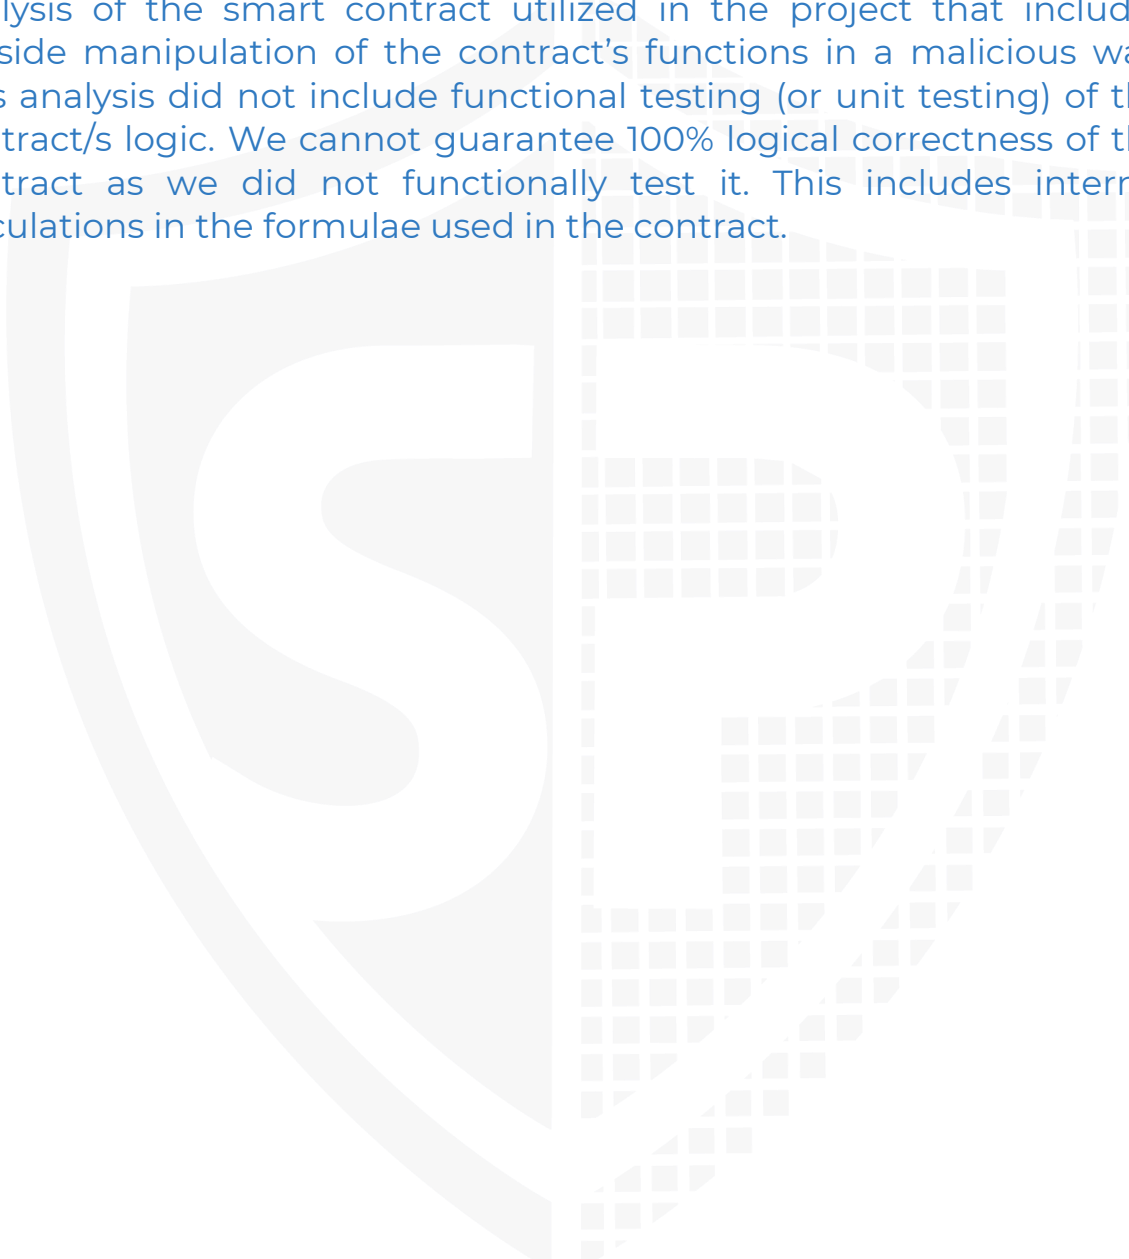 lysis of the smart contract utilized in the project that includ
side manipulation of the contract's functions in a malicious wa
s analysis did not include functional testing (or unit testing) of th
tract/s logic. We cannot guarantee 100% logical correctness of th
tract as we did not functionally test it. This includes intern
culations in the formulae used in the contract.
SP